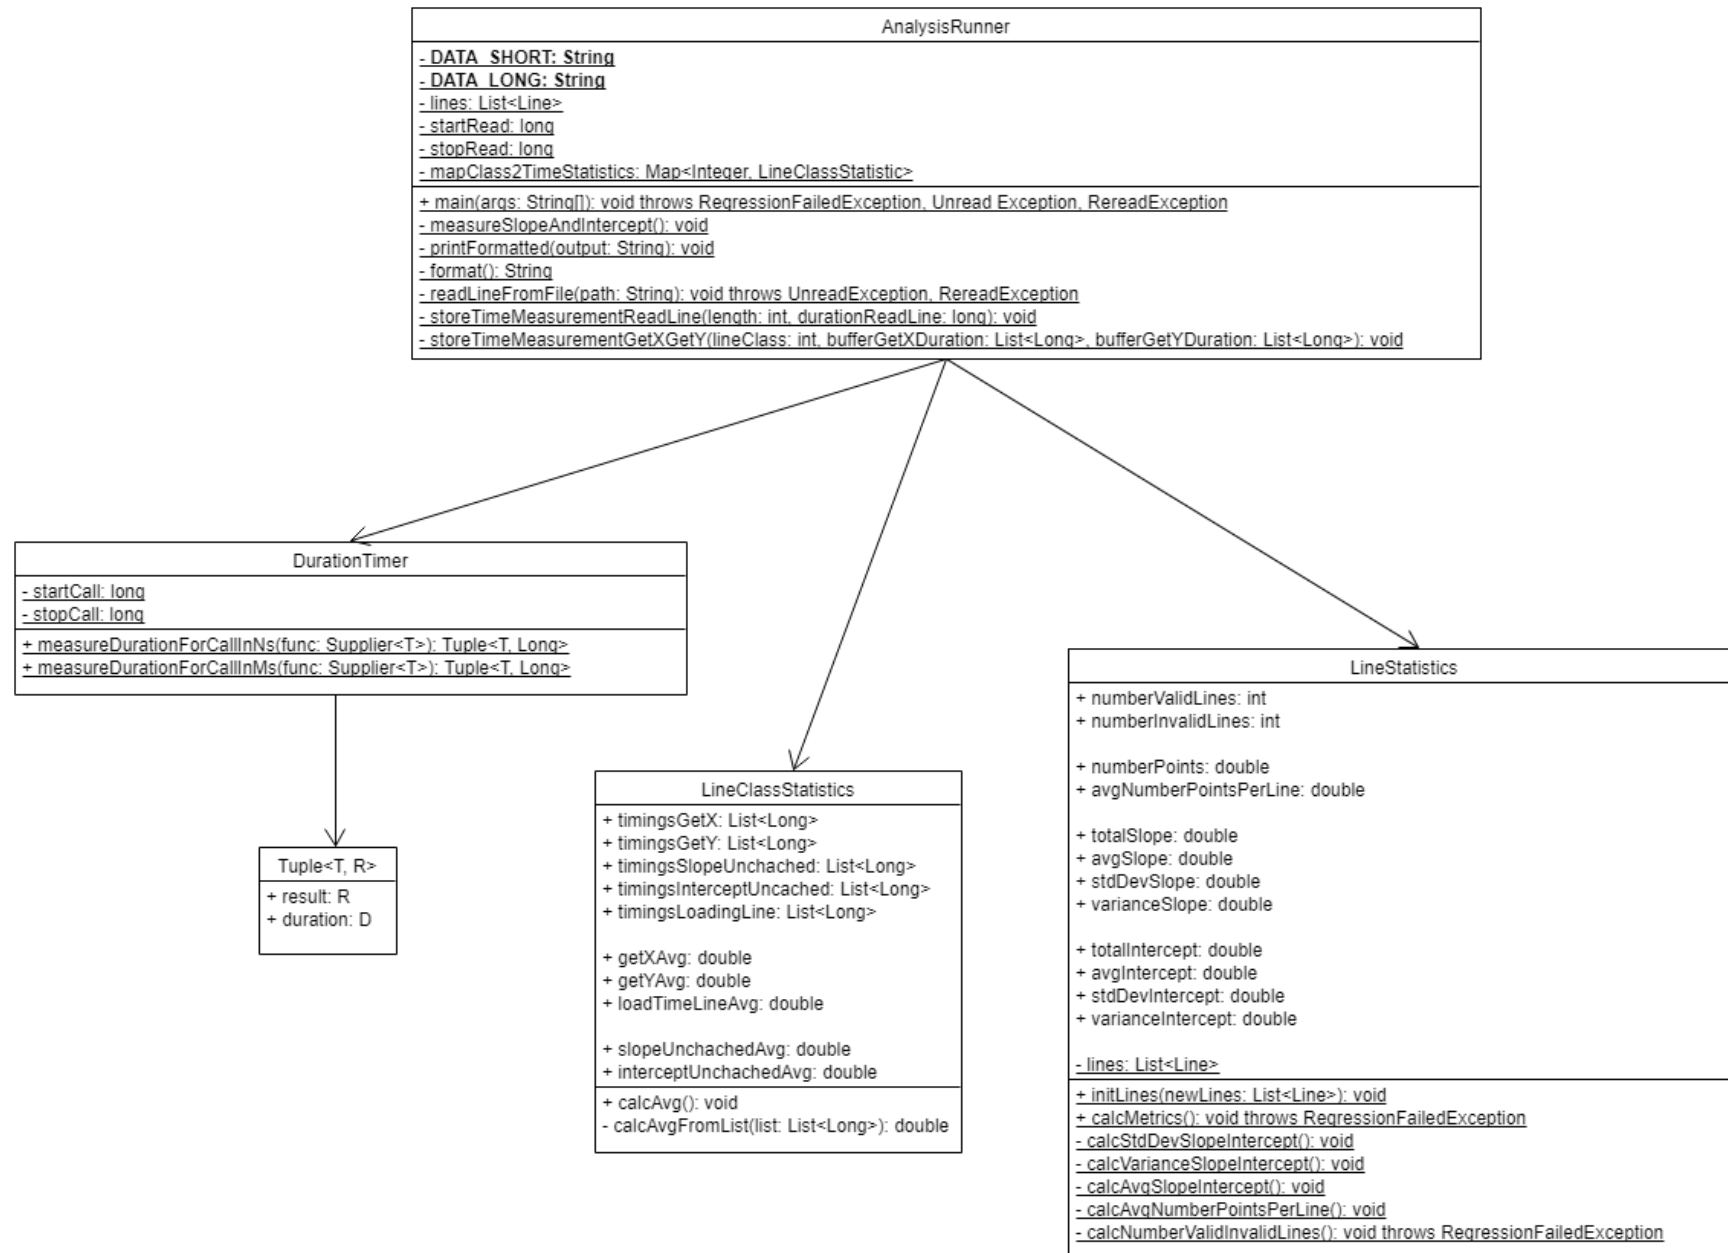 AnalysisRunner
- DATA_SHORT: String
- DATA_LONG: String
- lines: List<Line>
- startRead: long
- stopRead: long
- mapClass2TimeStatistics: Map<Integer, LineClassStatistic>
+ main(args: String[]): void throws RegressionFailedException, Unread Exception, RereadException
- measureSlopeAndIntercept(): void
- printFormatted(output: String): void
- format(): String
- readLineFromFile(path: String): void throws UnreadException, RereadException
- storeTimeMeasurementReadLine(length: int, durationReadLine: long): void
- storeTimeMeasurementGetXGetY(lineClass: int, bufferGetXDuration: List<Long>, bufferGetYDuration: List<Long>): void
DurationTimer
- startCall: long
- stopCall: long
+ measureDurationForCallInNs(func: Supplier<T>): Tuple<T, Long>
+ measureDurationForCallInMs(func: Supplier<T>): Tuple<T, Long>
Tuple<T, R>
+ result: R
+ duration: D
LineClassStatistics
+ timingsGetX: List<Long>
+ timingsGetY: List<Long>
+ timingsSlopeUnchached: List<Long>
+ timingsInterceptUncached: List<Long>
+ timingsLoadingLine: List<Long>
+ getXAvg: double
+ getYAvg: double
+ loadTimeLineAvg: double
+ slopeUnchachedAvg: double
+ interceptUnchachedAvg: double
+ calcAvg(): void
- calcAvgFromList(list: List<Long>): double
LineStatistics
+ numberValidLines: int
+ numberInvalidLines: int
+ numberPoints: double
+ avgNumberPointsPerLine: double
+ totalSlope: double
+ avgSlope: double
+ stdDevSlope: double
+ varianceSlope: double
+ totalIntercept: double
+ avgIntercept: double
+ stdDevIntercept: double
+ varianceIntercept: double
- lines: List<Line>
+ initLines(newLines: List<Line>): void
+ calcMetrics(): void throws RegressionFailedException
- calcStdDevSlopeIntercept(): void
- calcVarianceSlopeIntercept(): void
- calcAvgSlopeIntercept(): void
- calcAvgNumberPointsPerLine(): void
- calcNumberValidInvalidLines(): void throws RegressionFailedException